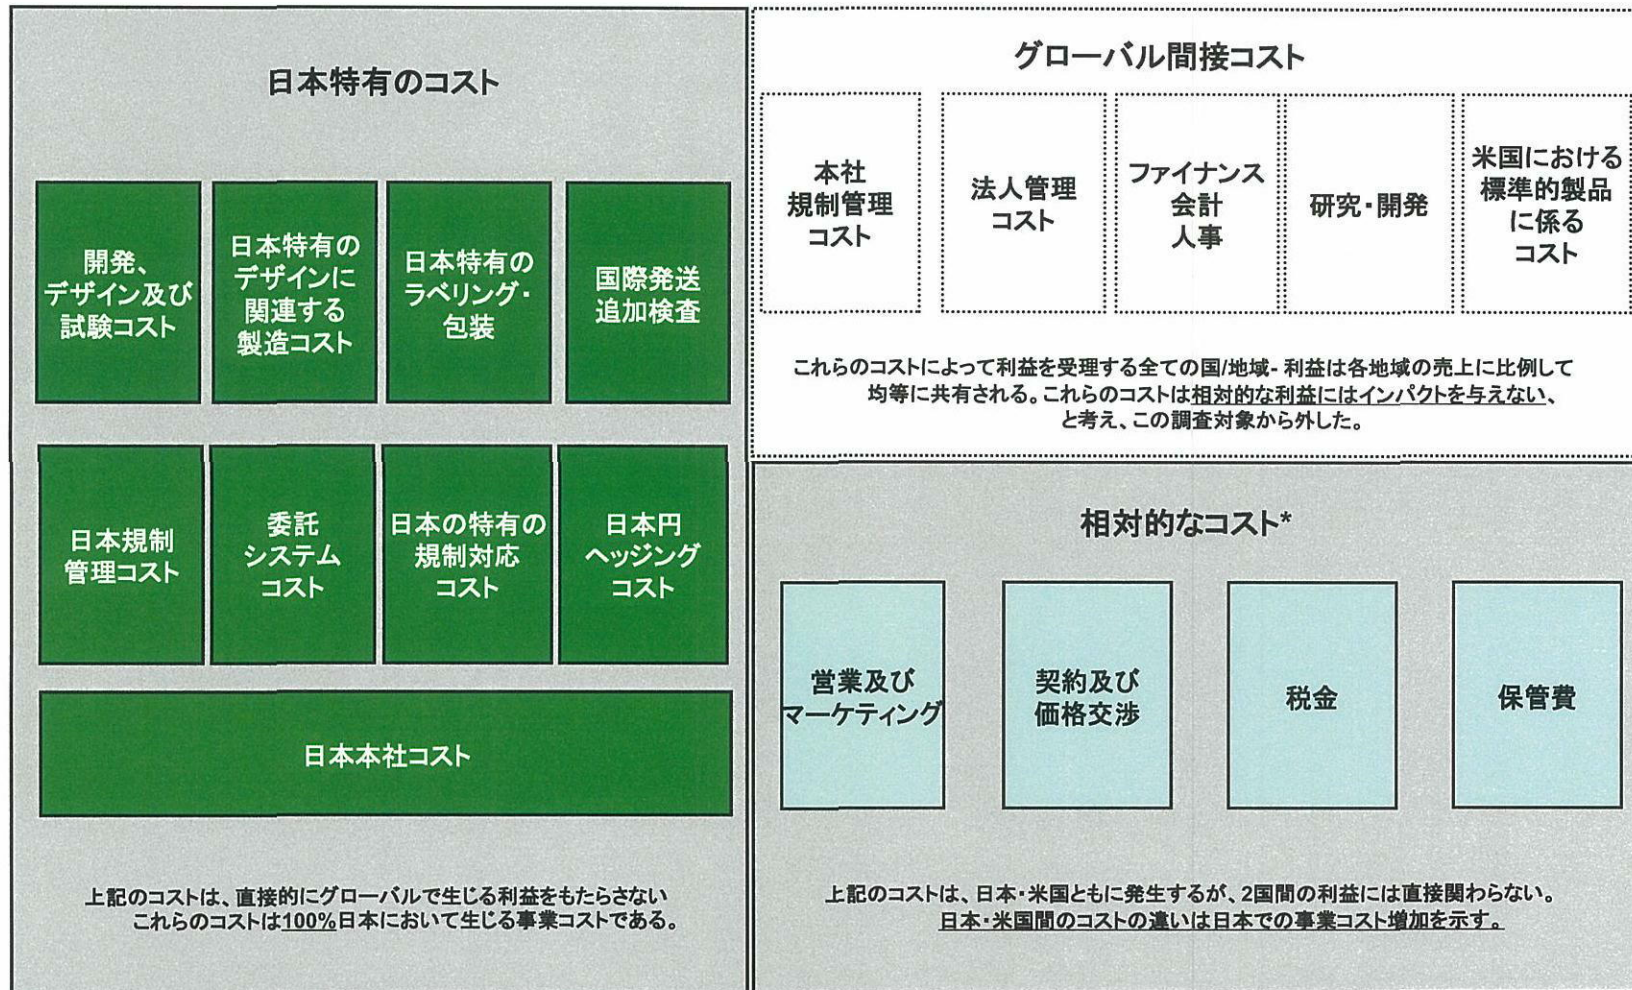 日本特有のコスト
開発、
デザイン及び
試験コスト
日本特有の
デザインに
関連する
製造コスト
日本特有の
ラベリング・
包装
国際発送
追加検査
日本規制
管理コスト
委託
システム
コスト
日本の特有の
規制対応
コスト
日本円
ヘッジング
コスト
日本本社コスト
上記のコストは、直接的にグローバルで生じる利益をもたらさない
これらのコストは100%日本において生じる事業コストである。
グローバル間接コスト
本社
規制管理
コスト
法人管理
コスト
ファイナンス
会計
人事
研究・開発
米国における
標準的製品
に係る
コスト
これらのコストによって利益を受理する全ての国/地域- 利益は各地域の売上に比例して
均等に共有される。これらのコストは相対的な利益にはインパクトを与えない、
と考え、この調査対象から外した。
相対的なコスト*
営業及び
マーケティング
契約及び
価格交渉
税金
保管費
上記のコストは、日本・米国ともに発生するが、2国間の利益には直接関わらない。
日本・米国間のコストの違いは日本での事業コスト増加を示す。